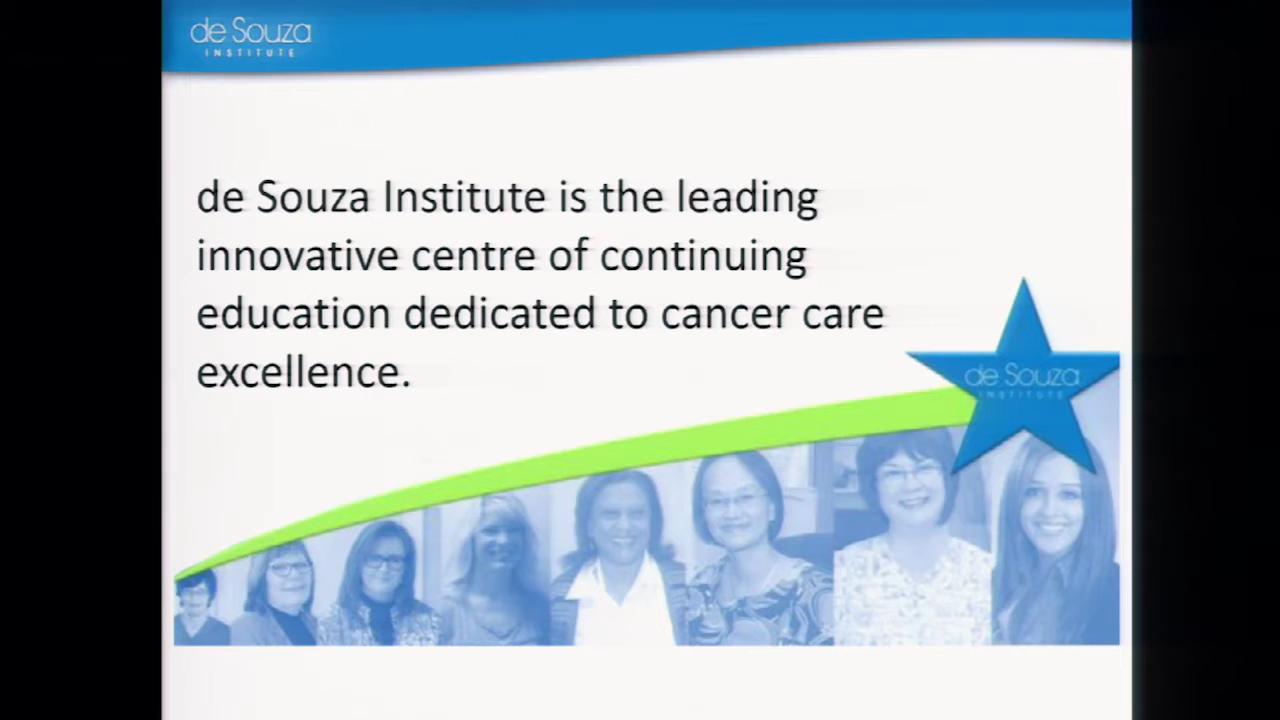 de Souza
INSTITUTE
de Souza Institute is the leading
innovative centre of continuing
education dedicated to cancer care
excellence.
de Souza
INSTITUTE